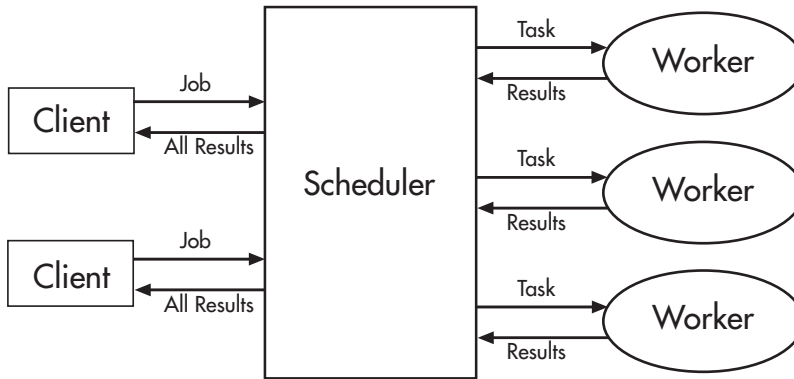 Task
Worker
Results
Job
Client
All Results
Task
Scheduler
Worker
Results
Job
Client
All Results
Task
Worker
Results